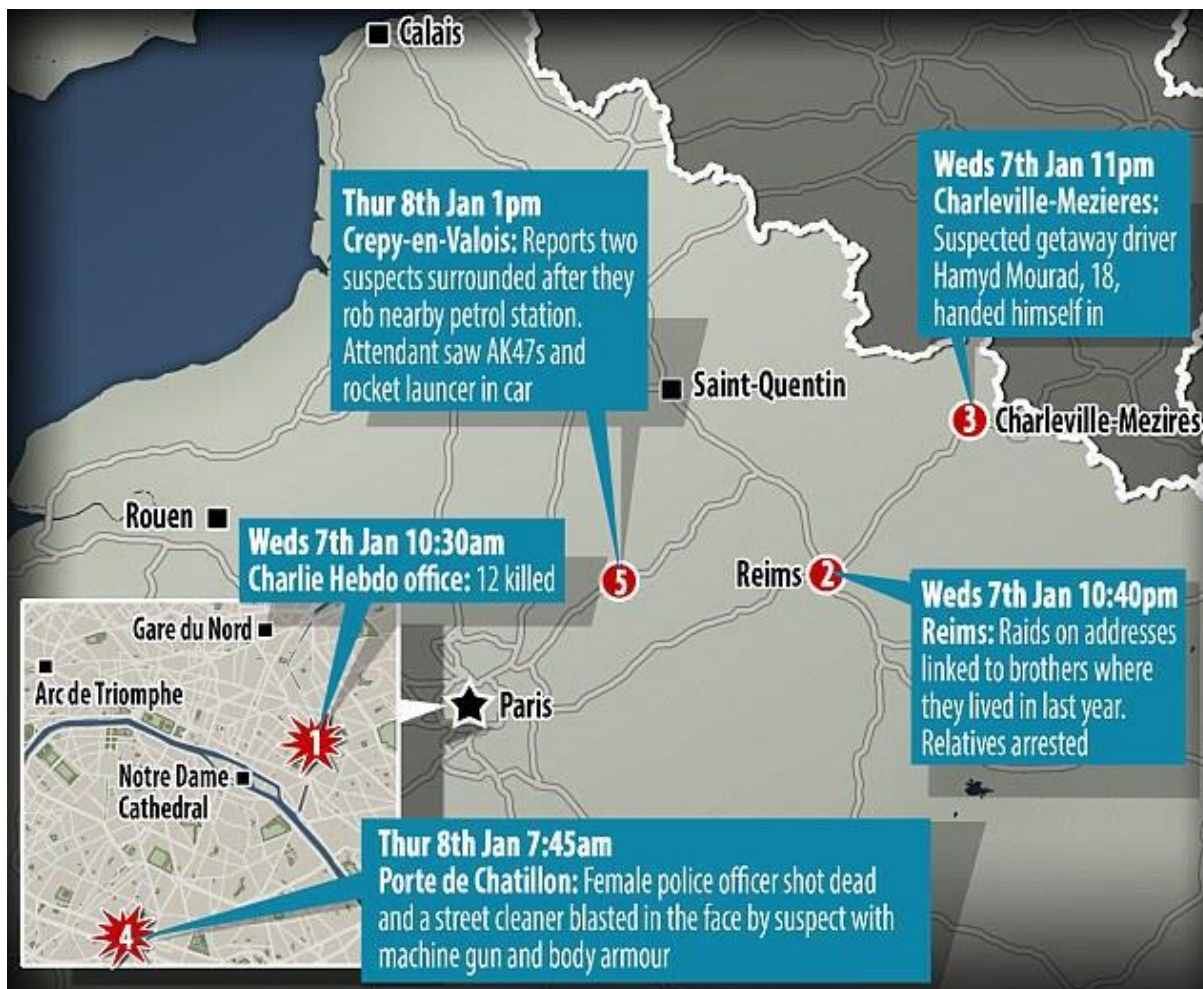 Calais
Weds 7th Jan 11pm
Charleville-Mezieres:
Suspected getaway driver
Hamyd Mourad, 18,
handed himself in
Thur 8th Jan 1pm
Crepy-en-Valois: Reports two
suspects surrounded after they
rob nearby petrol station.
Attendant saw AK47s and
rocket launcer in car
Saint-Quentin
3 Charleville-Mezires
Rouen
Weds 7th Jan 10:30am
Charlie Hebdo office: 12 killed
5
Reims 2
Weds 7th Jan 10:40pm
Reims: Raids on addresses
linked to brothers where
they lived in last year.
Relatives arrested
Gare du Nord
Arc de Triomphe
Paris
1
Notre Dame
Cathedral
Thur 8th Jan 7:45am
Porte de Chatillon: Female police officer shot dead
and a street cleaner blasted in the face by suspect with
machine gun and body armour
4